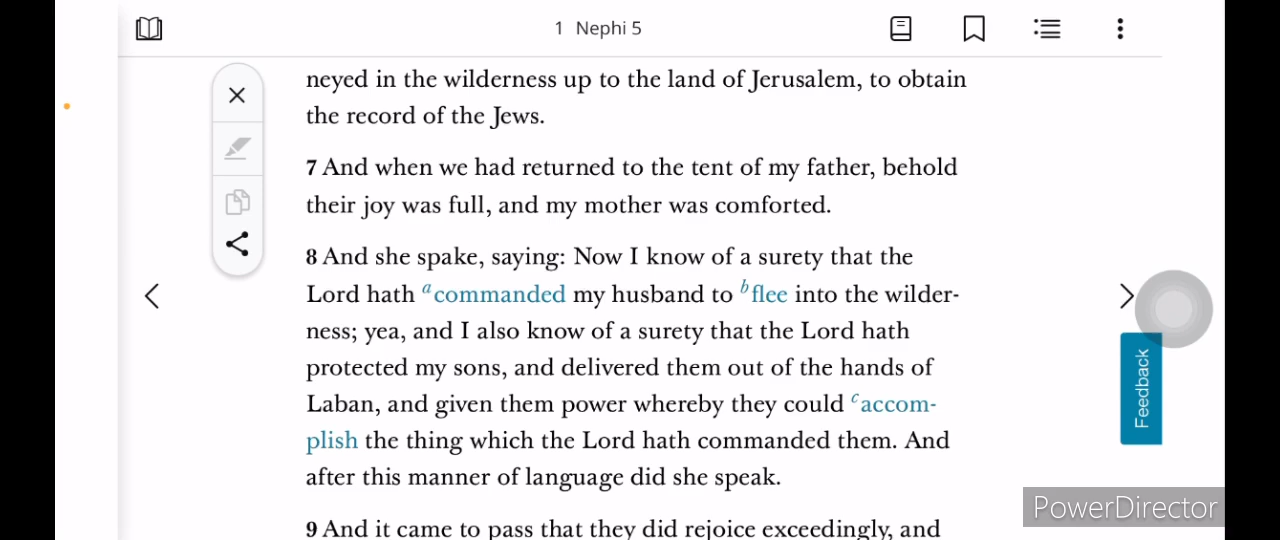 1 Nephi 5
neyed in the wilderness up to the land of Jerusalem, to obtain
the record of the Jews.
7 And when we had returned to the tent of my father, behold
their joy was full, and my mother was comforted.
8 And she spake, saying: Now I know of a surety that the
Lord hath a commanded my husband to b flee into the wilder-
ness; yea, and I also know of a surety that the Lord hath
protected my sons, and delivered them out of the hands of
Laban, and given them power whereby they could c accom-
plish the thing which the Lord hath commanded them. And
after this manner of language did she speak.
9 And it came to pass that they did rejoice exceedingly, and
Feedback
PowerDirector